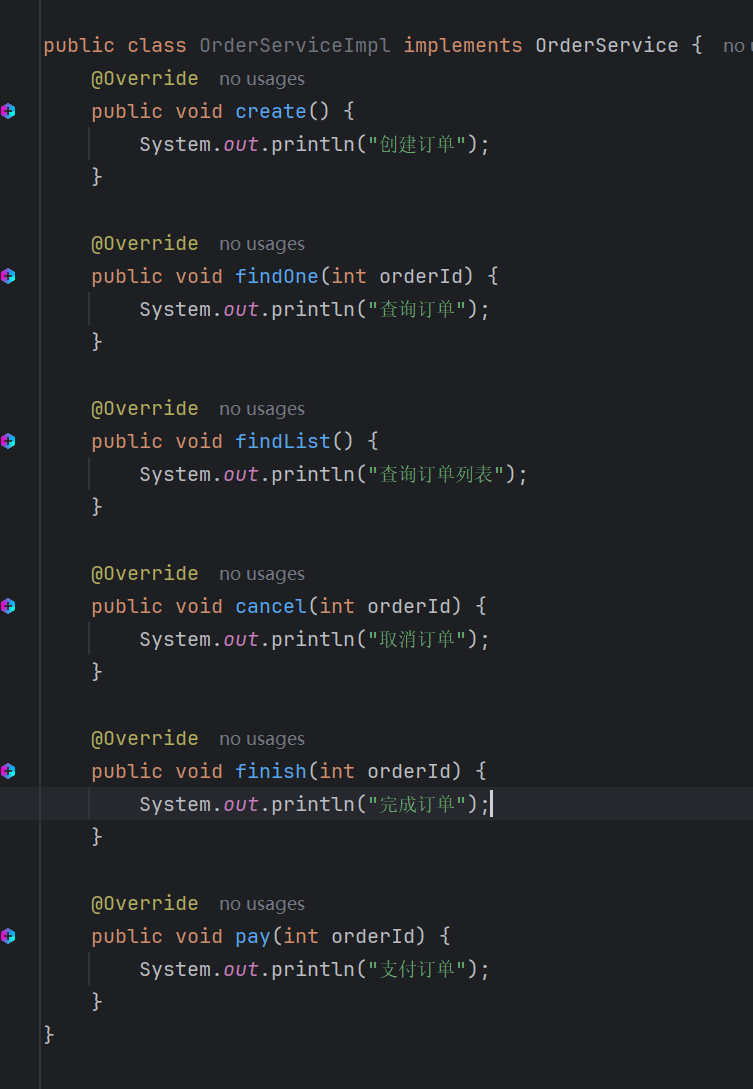 public class OrderServiceImpl implements OrderService { no
@Override no usages
public void create() {
System.out.println("创建订单");
}
@Override no usages
public void findOne(int orderId) {
System.out.println("查询订单");
}
@Override no usages
public void findList() {
System.out.println("查询订单列表");
}
@Override no usages
public void cancel(int orderId) {
System.out.println("取消订单");
}
@Override no usages
public void finish(int orderId) {
System.out.println("完成订单");
}
@Override no usages
public void pay(int orderId) {
System.out.println("支付订单");
}
}